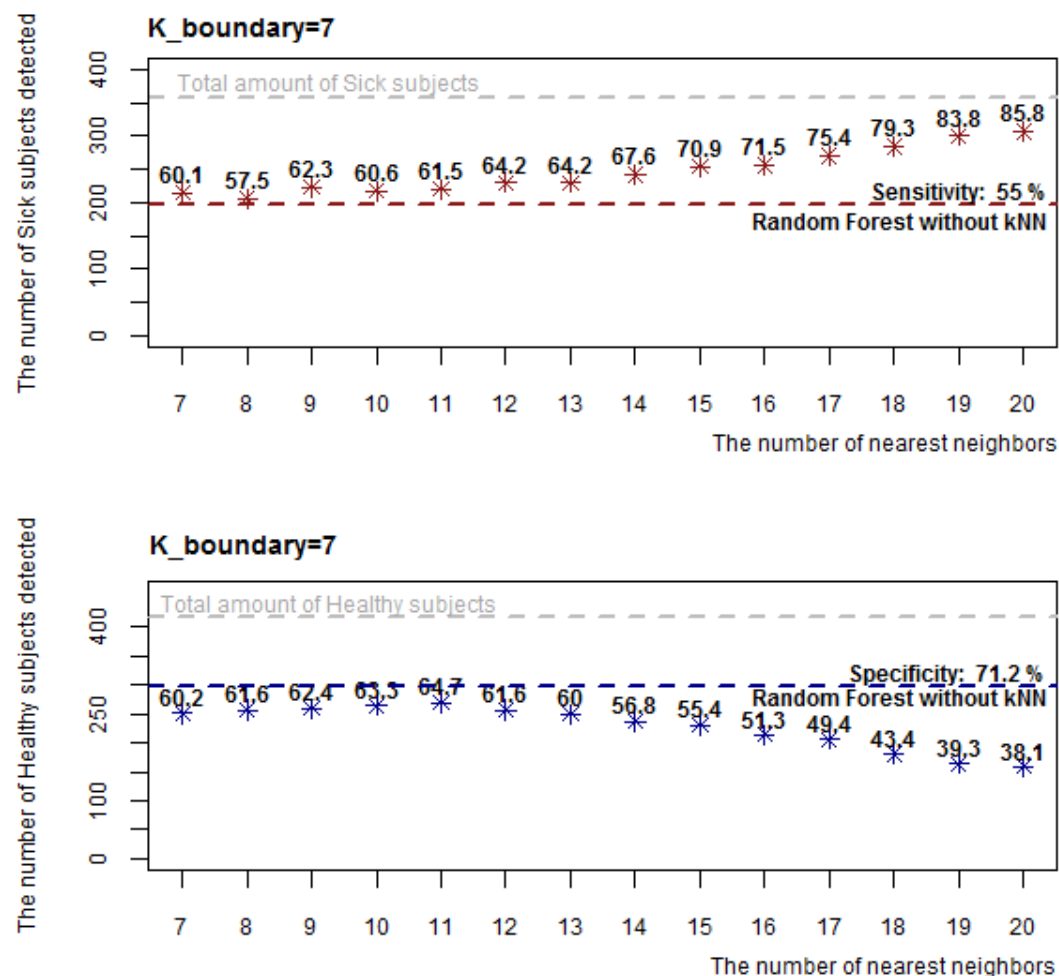 K_boundary=7
The number of Sick subjects detected
400
300
200
100
0
Total amount of Sick subjects
60.1 57.5 62.3 60.6 61.5 64.2 64.2 67.6 70.9 71.5 75.4 79.3 83.8 85.8
Sensitivity: 55 %
Random Forest without kNN
7 8 9 10 11 12 13 14 15 16 17 18 19 20
The number of nearest neighbors
K_boundary=7
The number of Healthy subjects detected
400
250
100
0
Total amount of Healthy subjects
Specificity: 71.2 %
Random Forest without kNN
60.2 61.6 62.4 63.3 64.7 61.6 60 56.8 55.4 51.3 49.4 43.4 39.3 38.1
7 8 9 10 11 12 13 14 15 16 17 18 19 20
The number of nearest neighbors